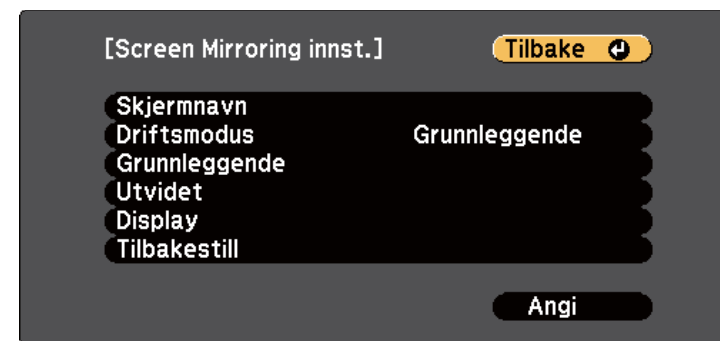 [Screen Mirroring innst.] Tilbake
Skjermnavn
Driftsmodus Grunnleggende
Grunnleggende
Utvidet
Display
Tilbakestill
Angi